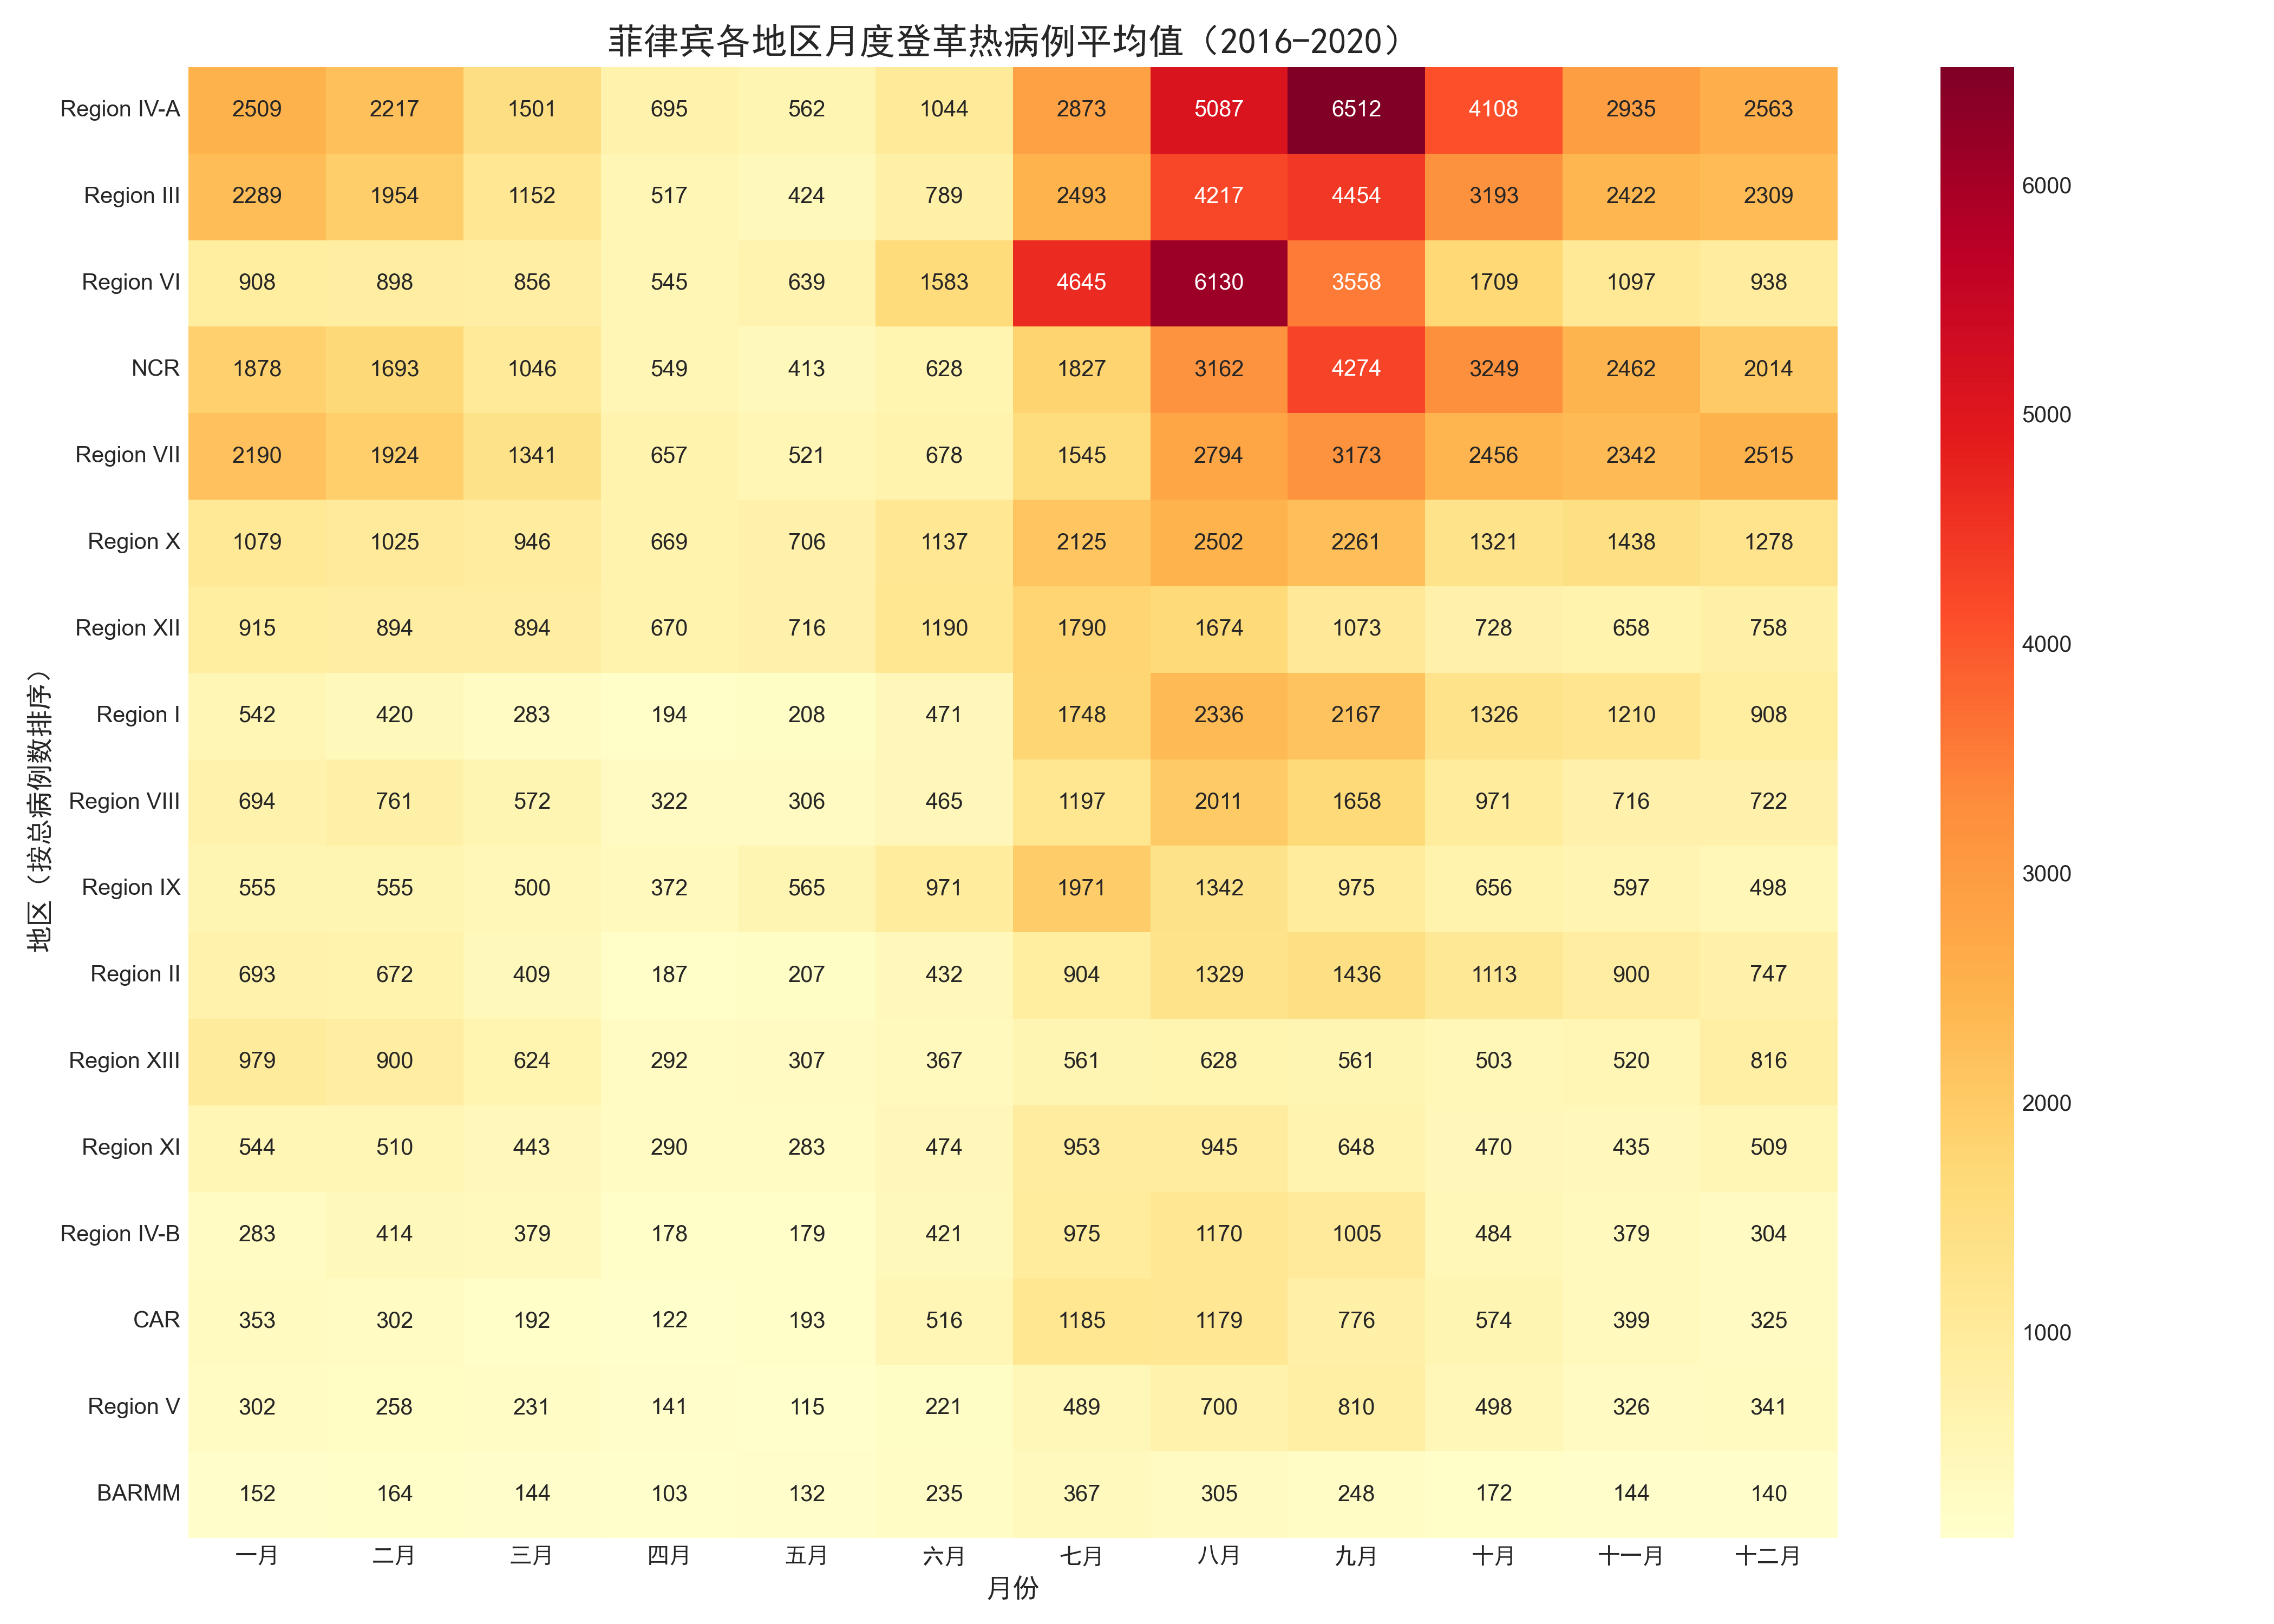 菲律宾各地区月度登革热病例平均值（2016-2020）
Region IV-A 2509 2217 1501 695 562 1044 2873 5087 6512 4108 2935 2563
Region III 2289 1954 1152 517 424 789 2493 4217 4454 3193 2422 2309
Region VI 908 898 856 545 639 1583 4645 6130 3558 1709 1097 938
NCR 1878 1693 1046 549 413 628 1827 3162 4274 3249 2462 2014
Region VII 2190 1924 1341 657 521 678 1545 2794 3173 2456 2342 2515
Region X 1079 1025 946 669 706 1137 2125 2502 2261 1321 1438 1278
Region XII 915 894 894 670 716 1190 1790 1674 1073 728 658 758
Region I 542 420 283 194 208 471 1748 2336 2167 1326 1210 908
Region VIII 694 761 572 322 306 465 1197 2011 1658 971 716 722
Region IX 555 555 500 372 565 971 1971 1342 975 656 597 498
Region II 693 672 409 187 207 432 904 1329 1436 1113 900 747
Region XIII 979 900 624 292 307 367 561 628 561 503 520 816
Region XI 544 510 443 290 283 474 953 945 648 470 435 509
Region IV-B 283 414 379 178 179 421 975 1170 1005 484 379 304
CAR 353 302 192 122 193 516 1185 1179 776 574 399 325
Region V 302 258 231 141 115 221 489 700 810 498 326 341
BARMM 152 164 144 103 132 235 367 305 248 172 144 140
一月 二月 三月 四月 五月 六月 七月 八月 九月 十月 十一月 十二月
月份
地区（按总病例数排序）
6000
5000
4000
3000
2000
1000